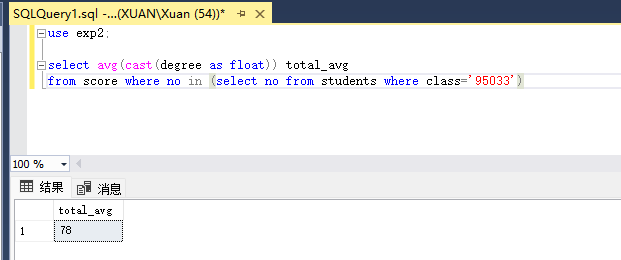 SQLQuery1.sql -...(XUAN\Xuan (54))*
use exp2;
select avg(cast(degree as float)) total_avg
from score where no in (select no from students where class='95033')
100 %
结果 消息
total_avg
1 78